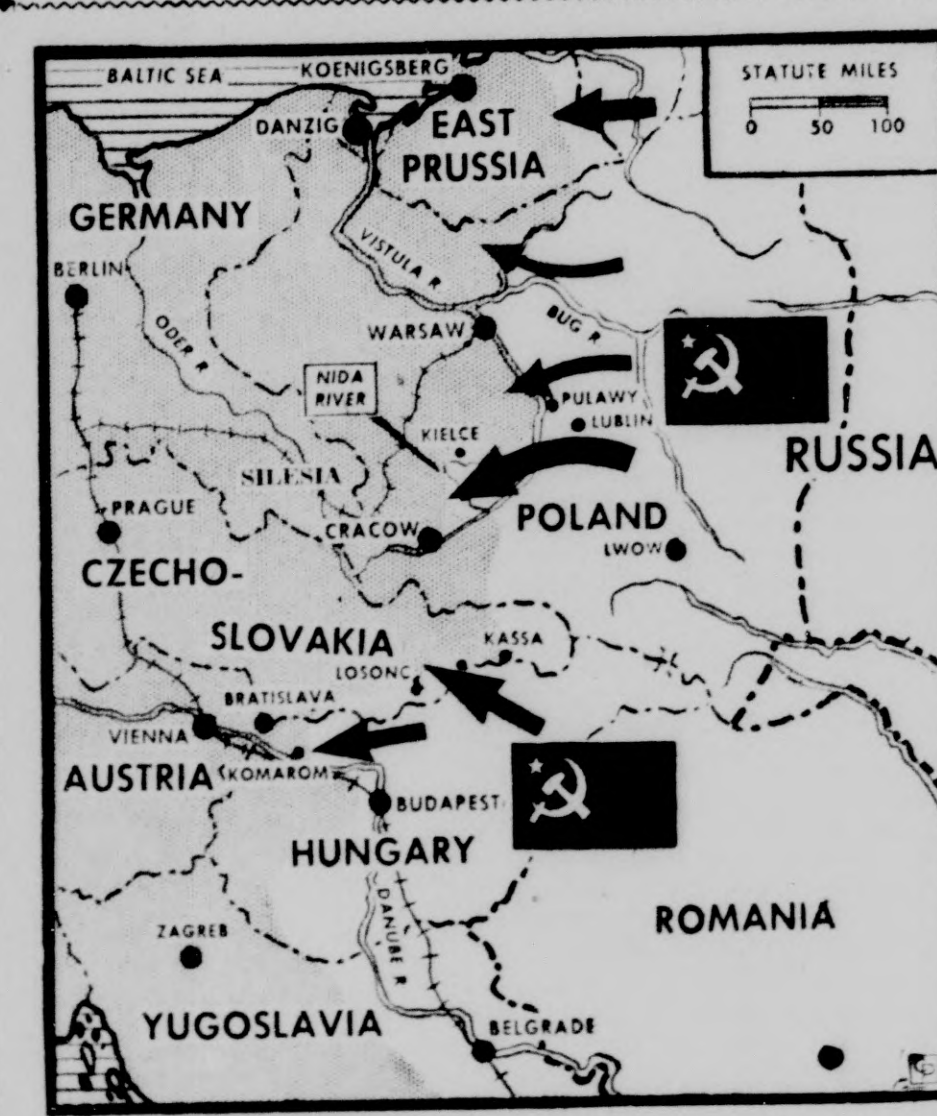 BALTIC SEA
KOENIGSBERG
STATUTE MILES
0 50 100
DANZIG
EAST
PRUSSIA
GERMANY
VISTULA R
BERLIN
ODER R
WARSAW
BUG R
NIDA
RIVER
PULAWY
LUBLIN
KIELCE
RUSSIA
SILESIA
PRAGUE
CRACOW
POLAND
LWOW
CZECHO-
SLOVAKIA
KASSA
LOSONC
BRATISLAVA
VIENNA
AUSTRIA
KOMAROM
BUDAPEST
HUNGARY
DANUBE R
ROMANIA
ZAGREB
YUGOSLAVIA
BELGRADE